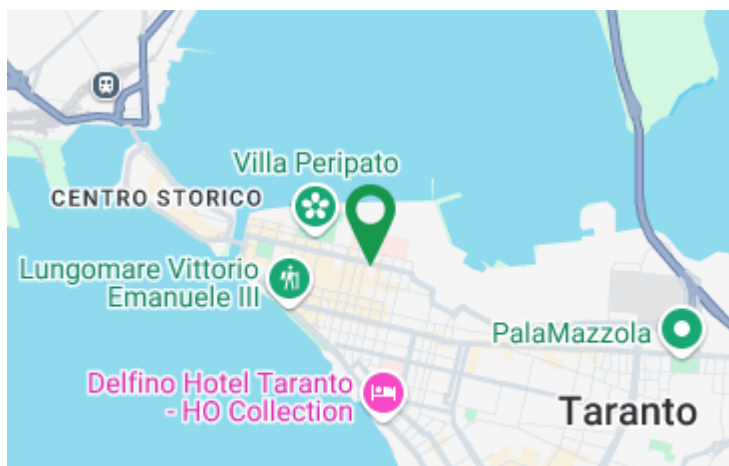 Villa Peripato
CENTRO STORICO
Lungomare Vittorio
Emanuele III
PalaMazzola
Delfino Hotel Taranto
- HO Collection
Taranto